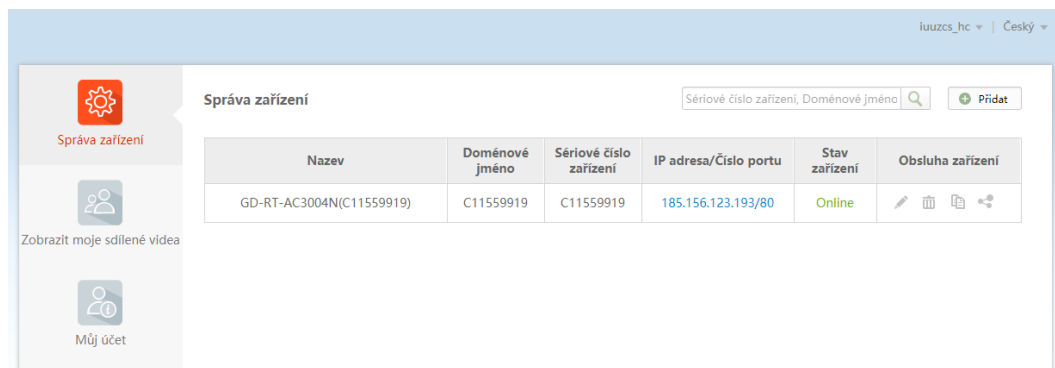 iuuzcs_hc | Český
Správa zařízení
Sériové číslo zařízení, Doménové jméno
Přidat
Správa zařízení
Zobrazit moje sdílené videa
Můj účet
Nazev
Doménové
jméno
Sériové číslo
zařízení
IP adresa/Číslo portu
Stav
zařízení
Obsluha zařízení
GD-RT-AC3004N(C11559919)
C11559919
C11559919
185.156.123.193/80
Online